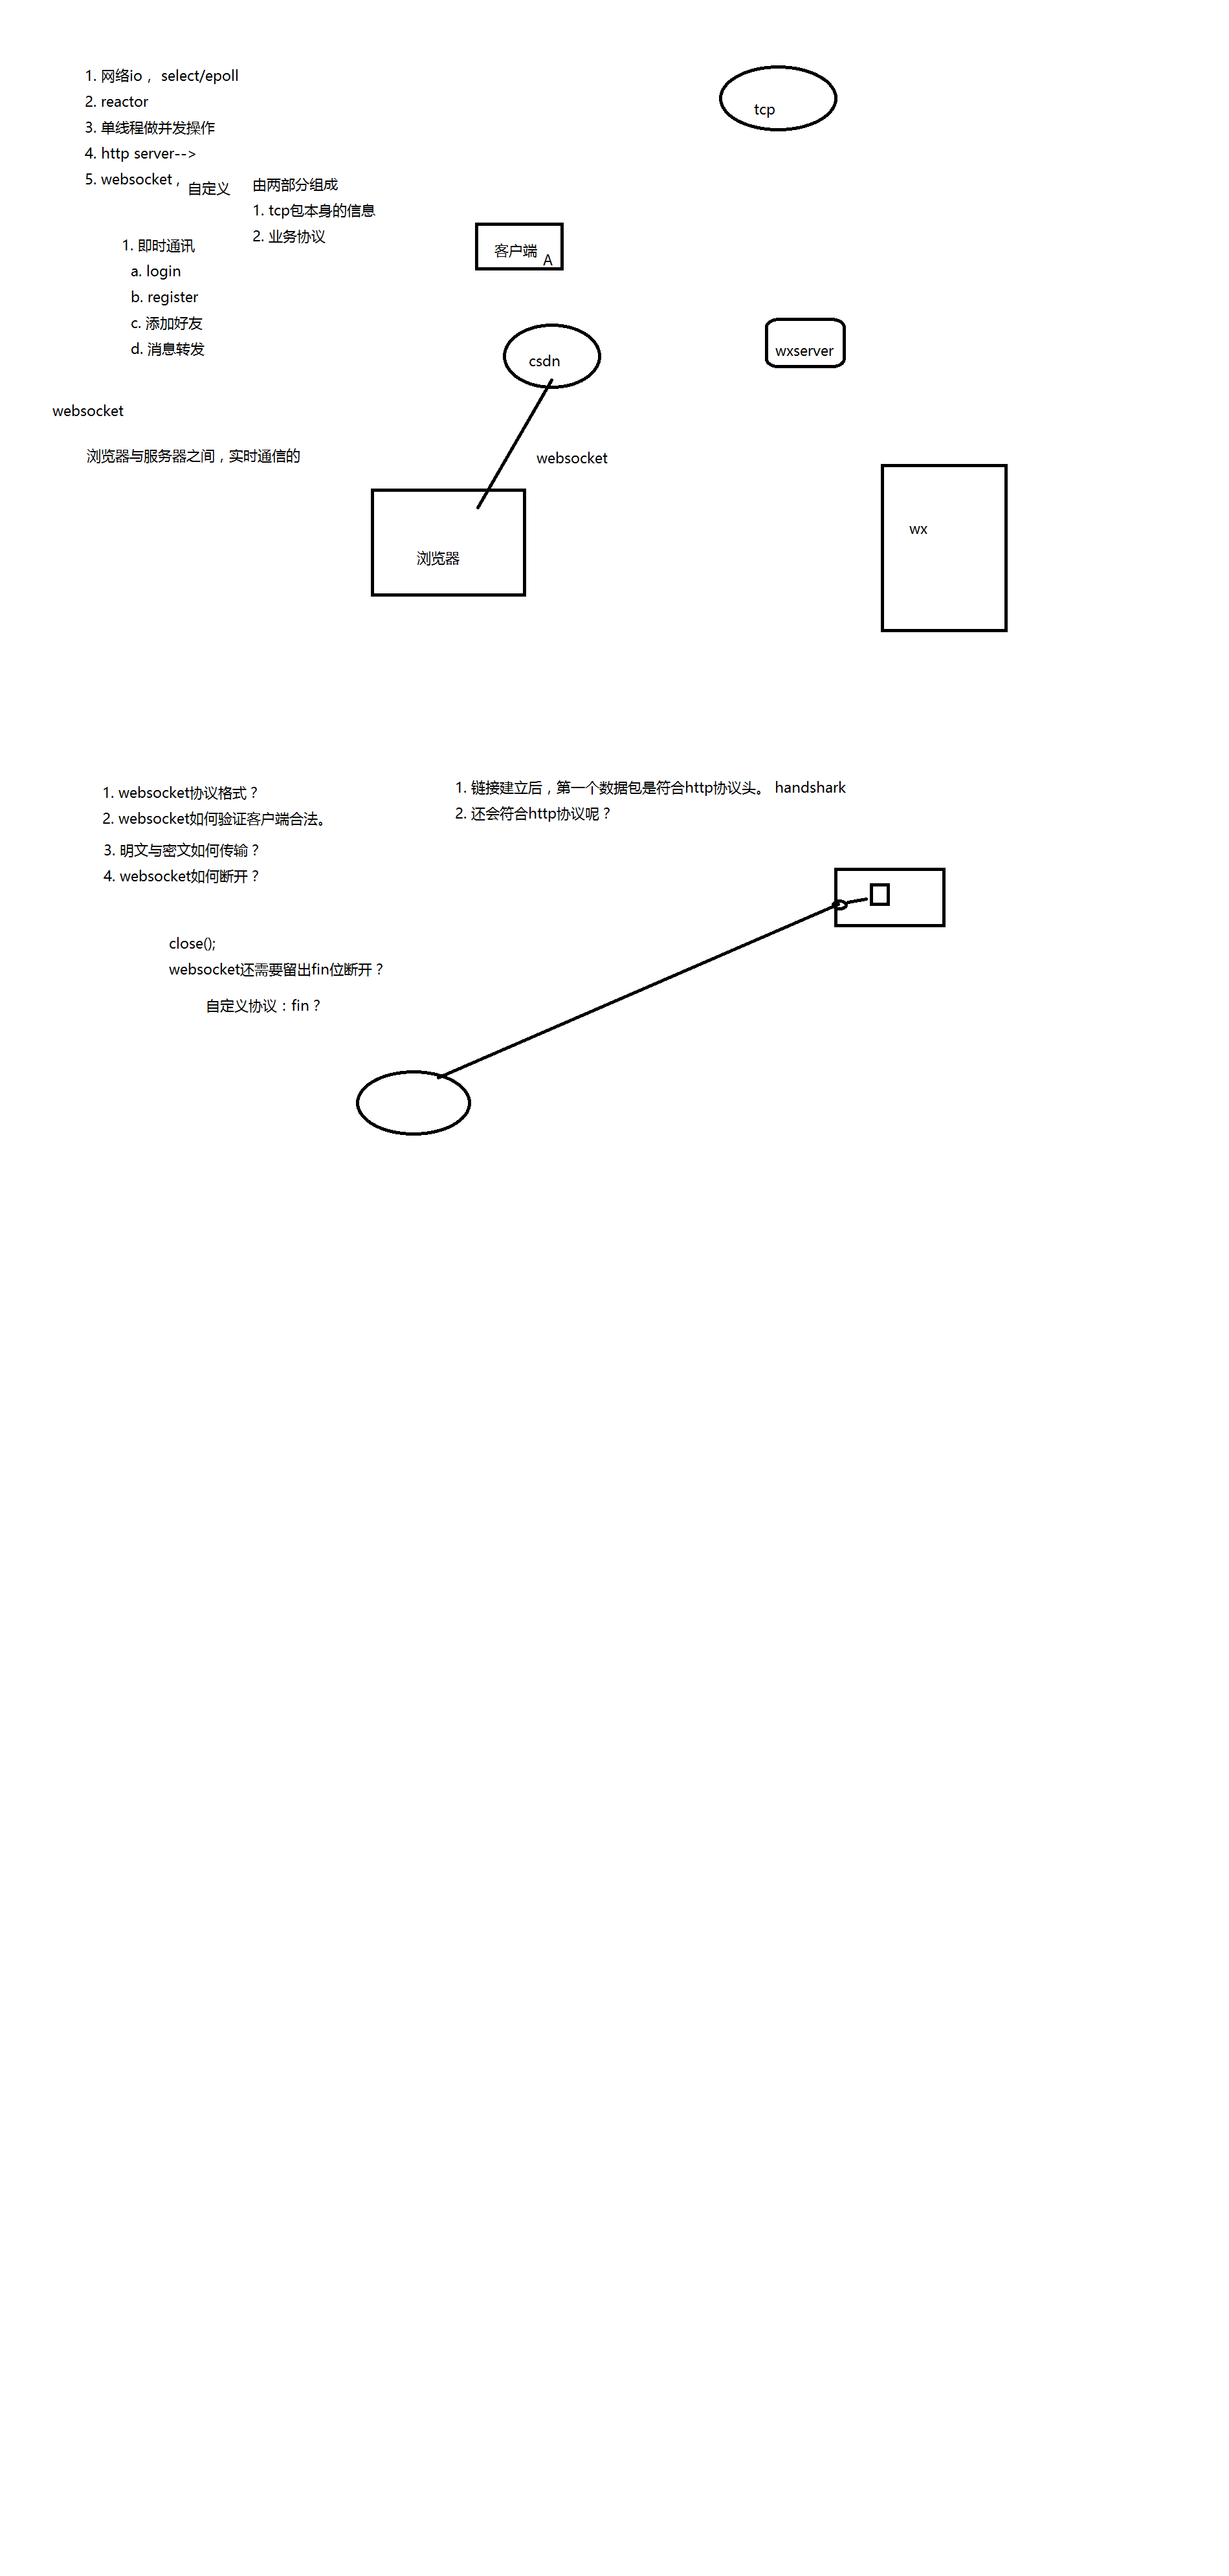 1. 网络io， select/epoll
2. reactor
3. 单线程做并发操作
4. http server-->
5. websocket，
自定义
由两部分组成
1. tcp包本身的信息
2. 业务协议
tcp
1. 即时通讯
a. login
b. register
c. 添加好友
d. 消息转发
客户端
A
csdn
wxserver
websocket
浏览器与服务器之间，实时通信的
websocket
浏览器
wx
1. websocket协议格式？
2. websocket如何验证客户端合法。
3. 明文与密文如何传输？
4. websocket如何断开？
1. 链接建立后，第一个数据包是符合http协议头。 handshark
2. 还会符合http协议呢？
close();
websocket还需要留出fin位断开？
自定义协议：fin？